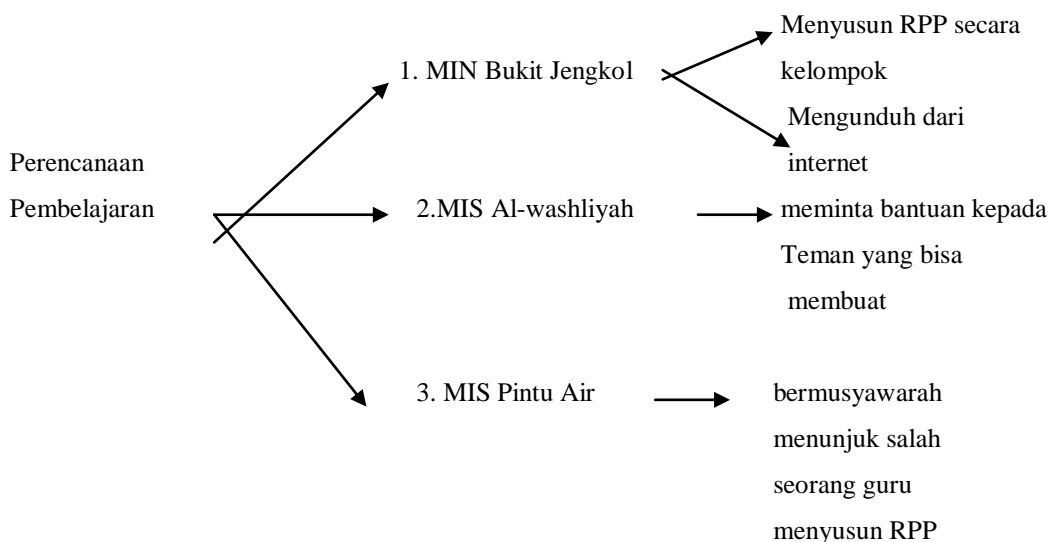 Perencanaan
Pembelajaran
1. MIN Bukit Jengkol
Menyusun RPP secara
kelompok
Mengunduh dari
internet
2.MIS Al-washliyah
meminta bantuan kepada
Teman yang bisa
membuat
3. MIS Pintu Air
bermusyawarah
menunjuk salah
seorang guru
menyusun RPP